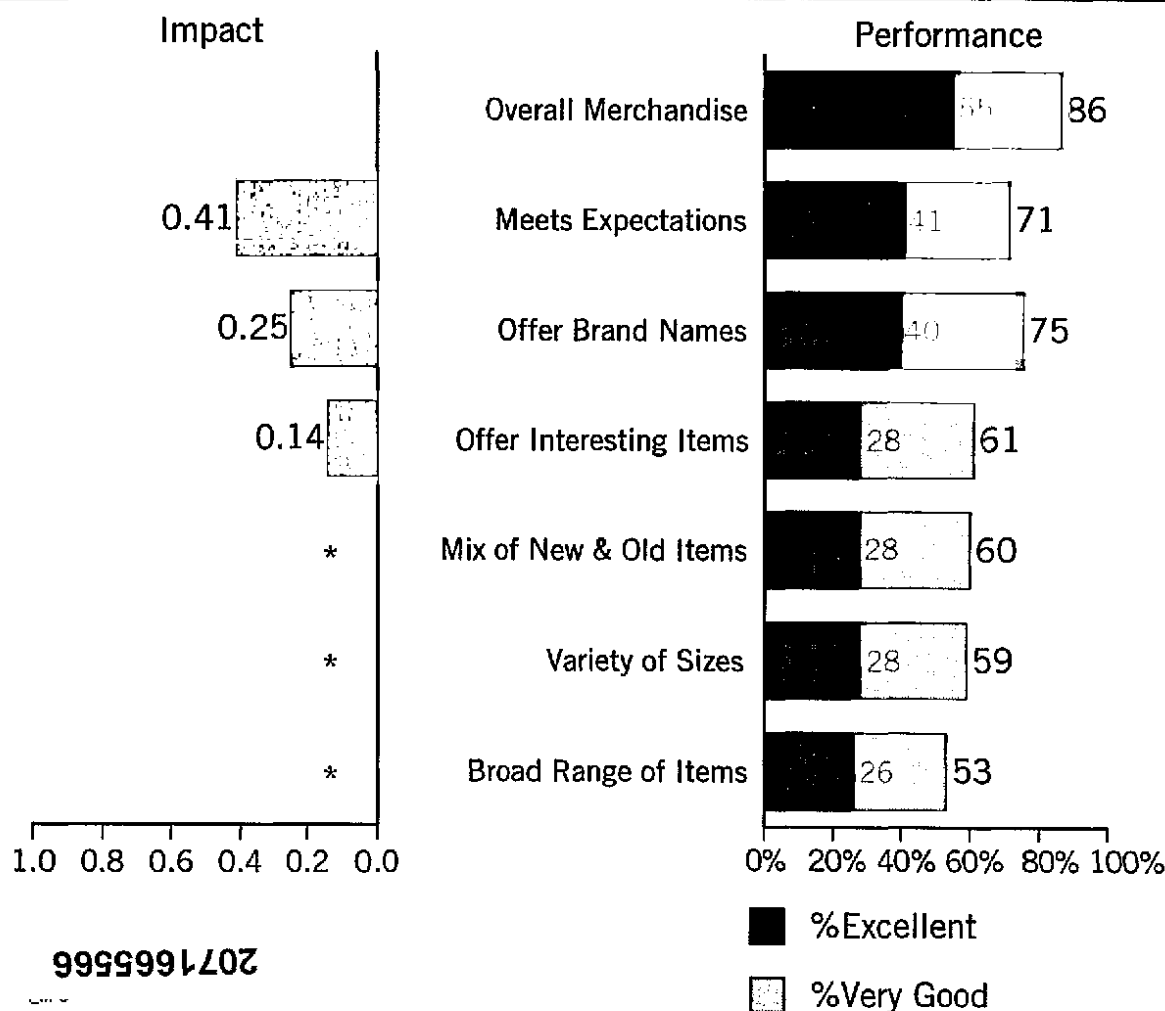 Impact
Performance
Overall Merchandise 55 86
0.41 Meets Expectations 41 71
0.25 Offer Brand Names 40 75
0.14 Offer Interesting Items 28 61
* Mix of New & Old Items 28 60
* Variety of Sizes 28 59
* Broad Range of Items 26 53
1.0 0.8 0.6 0.4 0.2 0.0
0% 20% 40% 60% 80% 100%
%Excellent
%Very Good
2071665566